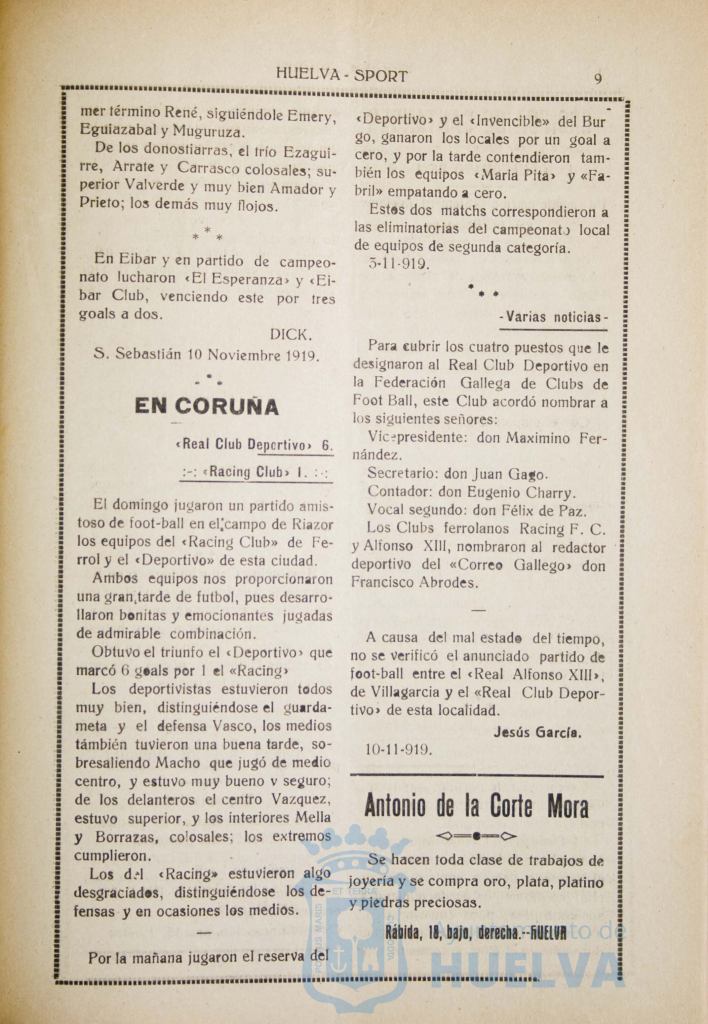 HUELVA - SPORT
9
mer término René, siguiéndole Emery,
Eguiazabal y Muguruza.
De los donostiarras, el trío Ezagui-
rre, Arrate y Carrasco colosales; su-
perior Valverde y muy bien Amador y
Prieto; los demás muy flojos.
* * *
En Eibar y en partido de campeo-
nato lucharon «El Esperanza» y «Ei-
bar Club, venciendo este por tres
goals a dos.
DICK.
S. Sebastián 10 Noviembre 1919.
EN CORUÑA
«Real Club Deportivo» 6.
:-: «Racing Club» 1. :-:
El domingo jugaron un partido amis-
toso de foot-ball en el campo de Riazor
los equipos del «Racing Club» de Fe-
rrol y el «Deportivo» de esta ciudad.
Ambos equipos nos proporcionaron
una gran tarde de futbol, pues desarro-
llaron bonitas y emocionantes jugadas
de admirable combinación.
Obtuvo el triunfo el «Deportivo» que
marcó 6 goals por 1 el «Racing»
Los deportivistas estuvieron todos
muy bien, distinguiéndose el guarda-
meta y el defensa Vasco, los medios
támbién tuvieron una buena tarde, so-
bresaliendo Macho que jugó de medio
centro, y estuvo muy bueno v seguro;
de los delanteros el centro Vazquez,
estuvo superior, y los interiores Mella
y Borrazas, colosales; los extremos
cumplieron.
Los del «Racing» estuvieron algo
desgraciados, distinguiéndose los de-
fensas y en ocasiones los medios.
—
Por la mañana jugaron el reserva del
«Deportivo» y el «Invencible» del Bur
go, ganaron los locales por un goal a
cero, y por la tarde contendieron tam-
bién los equipos «Maria Pita» y «Fa-
bril» empatando a cero.
Estos dos matchs correspondieron a
las eliminatorias del campeonato local
de equipos de segunda categoría.
3-11-919.
* * *
- Varias noticias -
Para cubrir los cuatro puestos que le
designaron al Real Club Deportivo en
la Federación Gallega de Clubs de
Foot Ball, este Club acordó nombrar a
los siguientes señores:
Vicepresidente: don Maximino Fer-
nández.
Secretario: don Juan Gago.
Contador: don Eugenio Charry.
Vocal segundo: don Félix de Paz.
Los Clubs ferrolanos Racing F. C.
y Alfonso XIII, nombraron al redactor
deportivo del «Correo Gallego» don
Francisco Abrodes.
—
A causa del mal estado del tiempo,
no se verificó el anunciado partido de
foot-ball entre el «Real Alfonso XIII»,
de Villagarcia y el «Real Club Depor-
tivo» de esta localidad.
Jesús García.
10-11-919.
Antonio de la Corte Mora
Se hacen toda clase de trabajos de
joyería y se compra oro, plata, platino
y piedras preciosas.
Rábida, 18, bajo, derecha.--HUELVA
Ayuntamiento de
HUELVA